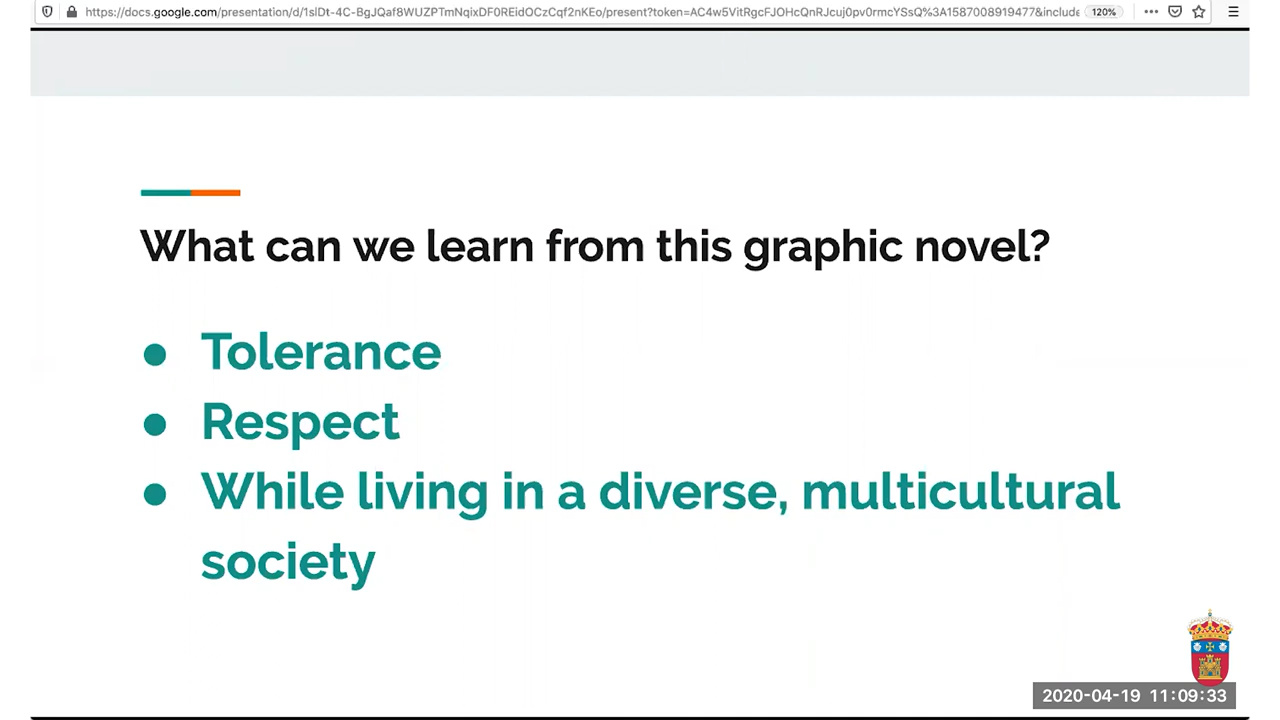 https://docs.google.com/presentation/d/1slDt-4C-BgJQaf8WUZPTmNqixDF0REidOCzCqf2nKEo/present?token=AC4w5VitRgcFJOHcQnRJcuj0pv0rmcYSsQ%3A1587008919477&include 120%
What can we learn from this graphic novel?
● Tolerance
● Respect
● While living in a diverse, multicultural
society
2020-04-19 11:09:33